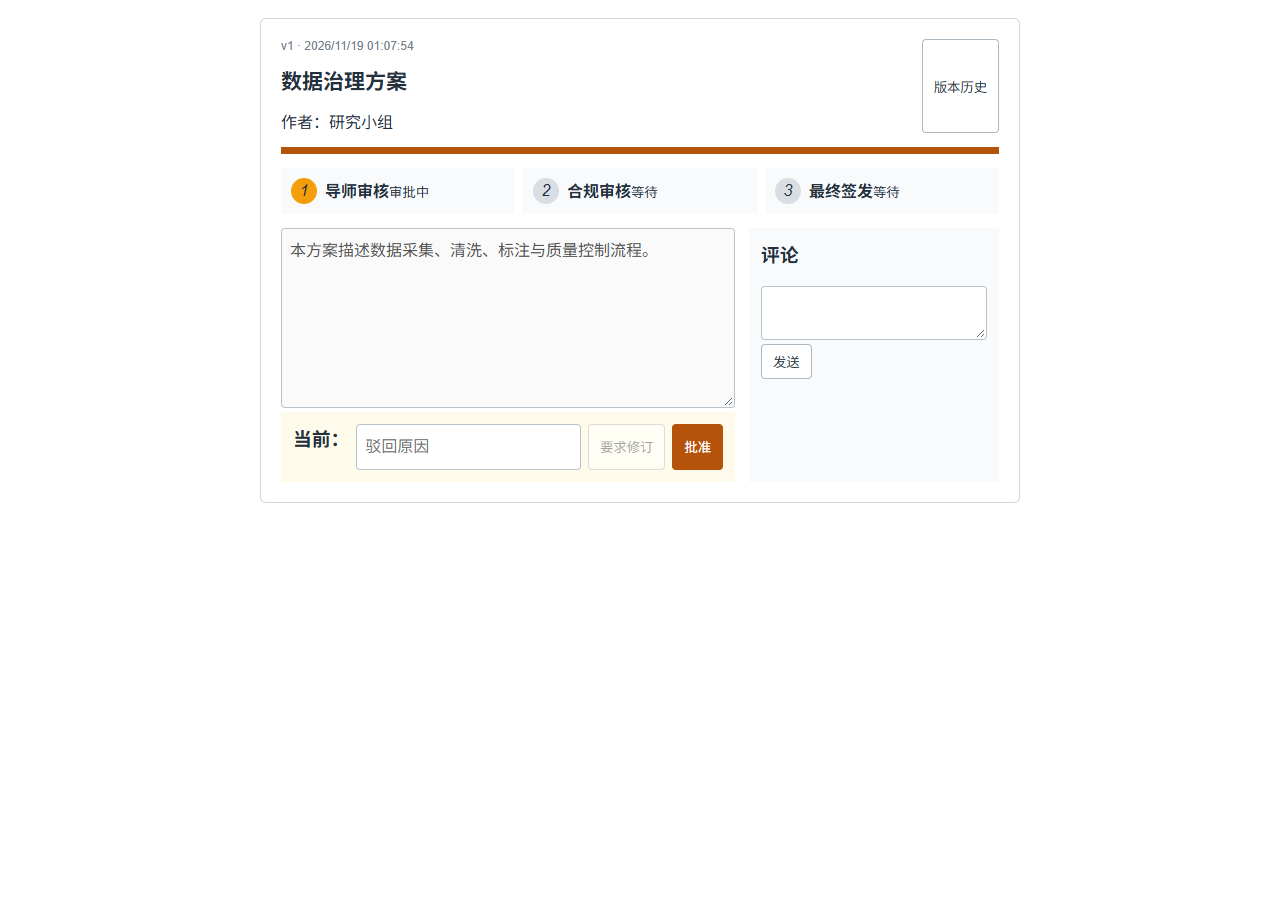 v1 · 2026/11/19 01:07:54
数据治理方案
作者：研究小组
版本历史
1 导师审核审批中
2 合规审核等待
3 最终签发等待
本方案描述数据采集、清洗、标注与质量控制流程。
当前：
驳回原因
要求修订
批准
评论
发送